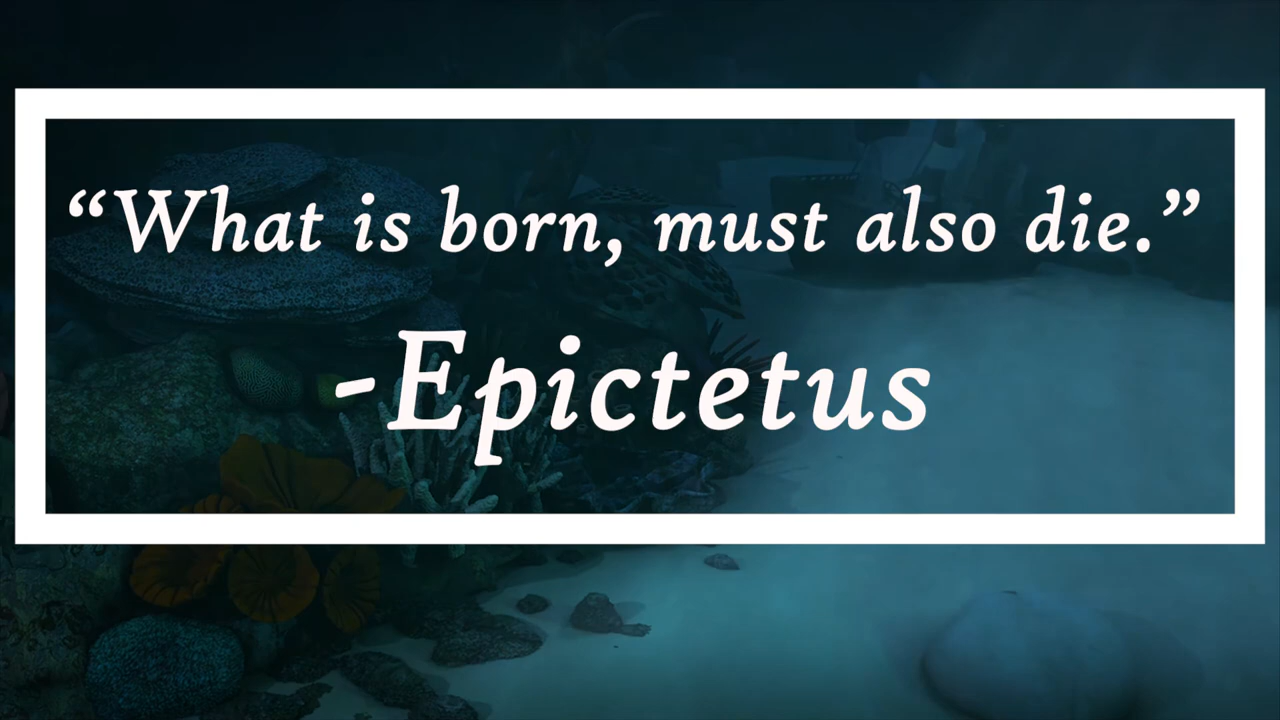 “What is born, must also die.”
-Epictetus